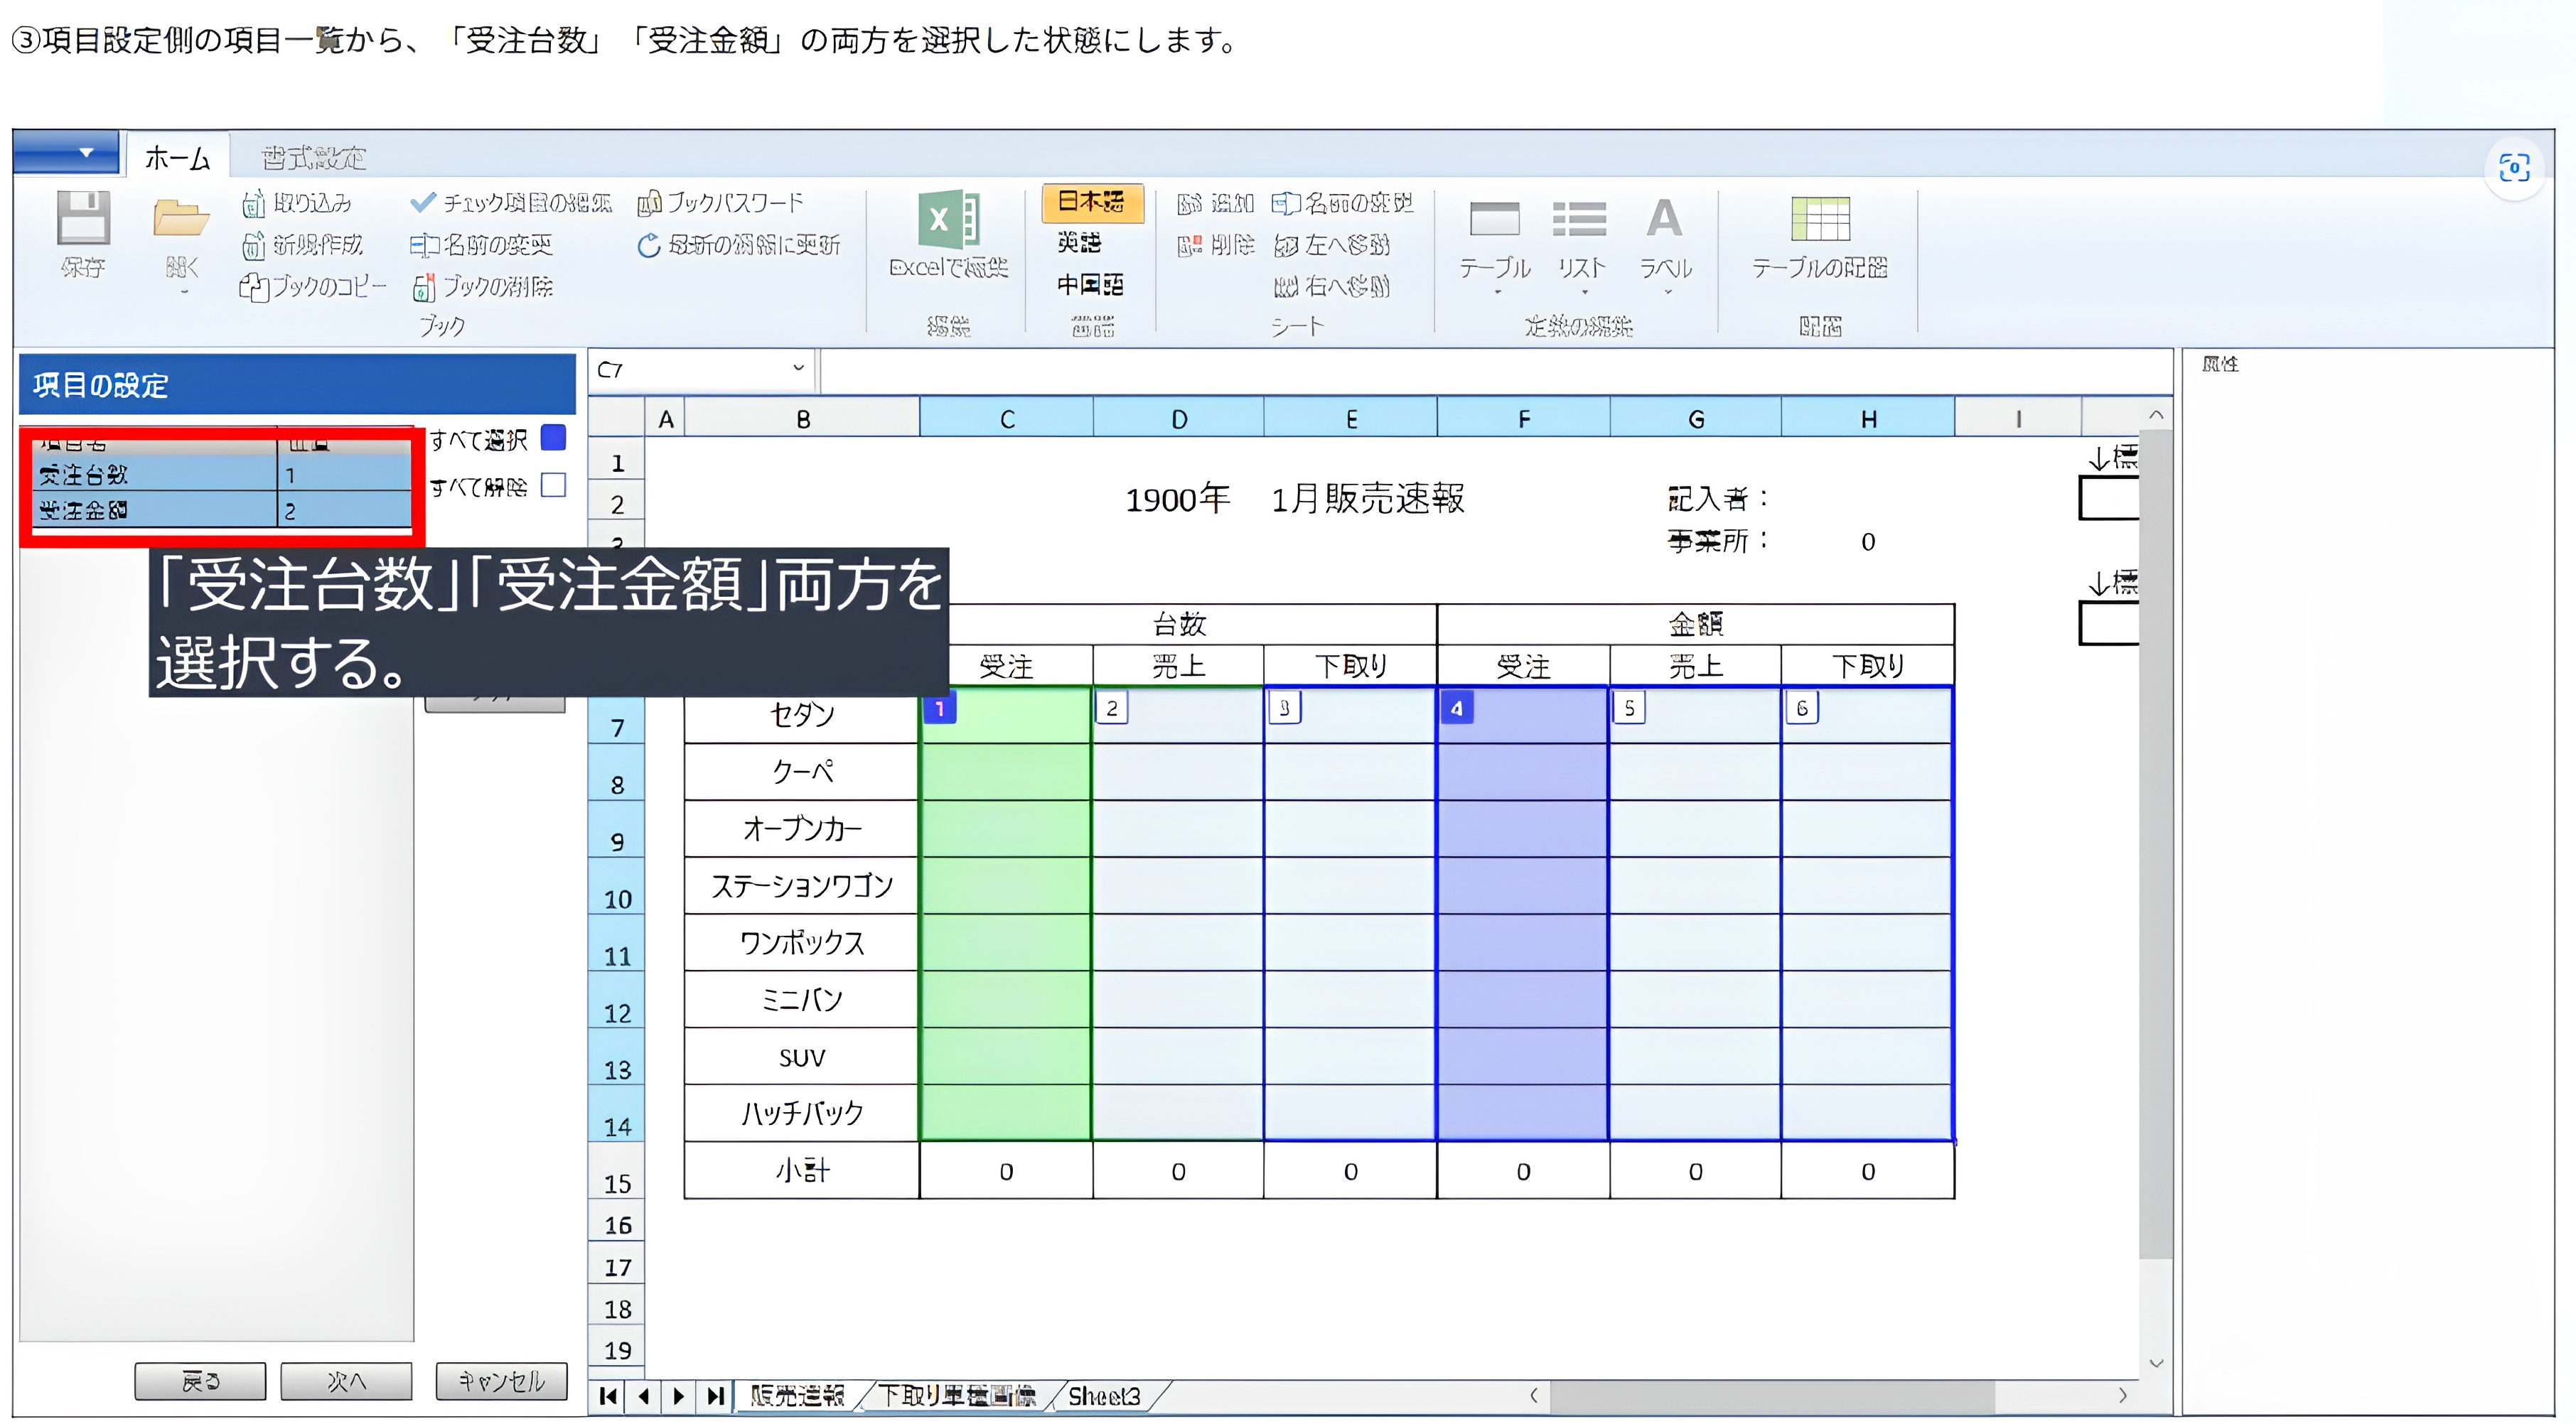 ③項目設定側の項目一覧から、「受注台数」「受注金額」の両方を選択した状態にします。
ホーム 書式設定
取り込み チェック項目の編集 ブックパスワード 日本語 追加 名前の変更
新規作成 名前の変更 最新の情報に更新 英語 削除 左へ移動
保存 開く Excelで編集 テーブル リスト ラベル テーブルの配置
ブックのコピー ブックの削除 中国語 右へ移動
ブック 編集 言語 シート 定義の編集 配置
項目の設定 C7 属性
すべて選択 A B C D E F G H I
項目名
受注台数 1
すべて解除
受注金額 2
1 ↓標
2 1900年 1月販売速報 記入者：
3 事業所： 0
↓標
「受注台数」「受注金額」両方を
選択する。
台数 金額
受注 売上 下取り 受注 売上 下取り
7 セダン 1 2 3 4 5 6
8 クーペ
9 オープンカー
10 ステーションワゴン
11 ワンボックス
12 ミニバン
13 SUV
14 ハッチバック
15 小計 0 0 0 0 0 0
16
17
18
19
戻る 次へ キャンセル
販売速報 Sheet3